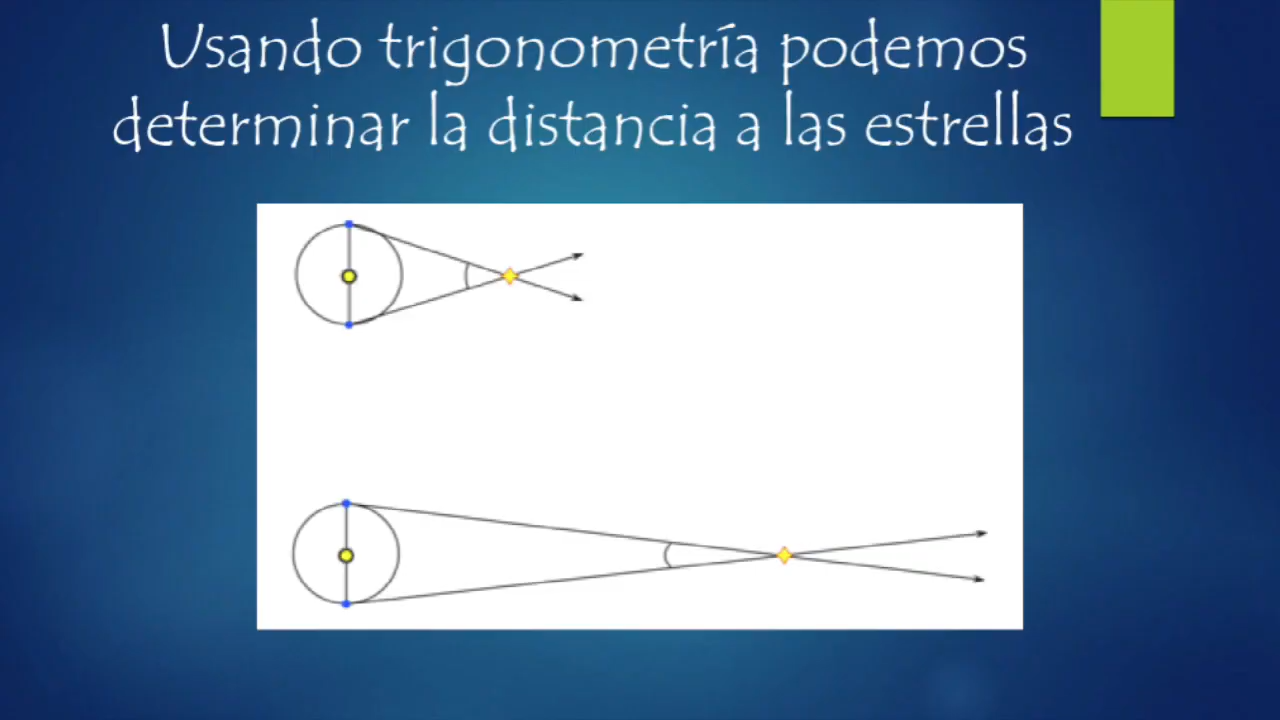 Usando trigonometría podemos
determinar la distancia a las estrellas